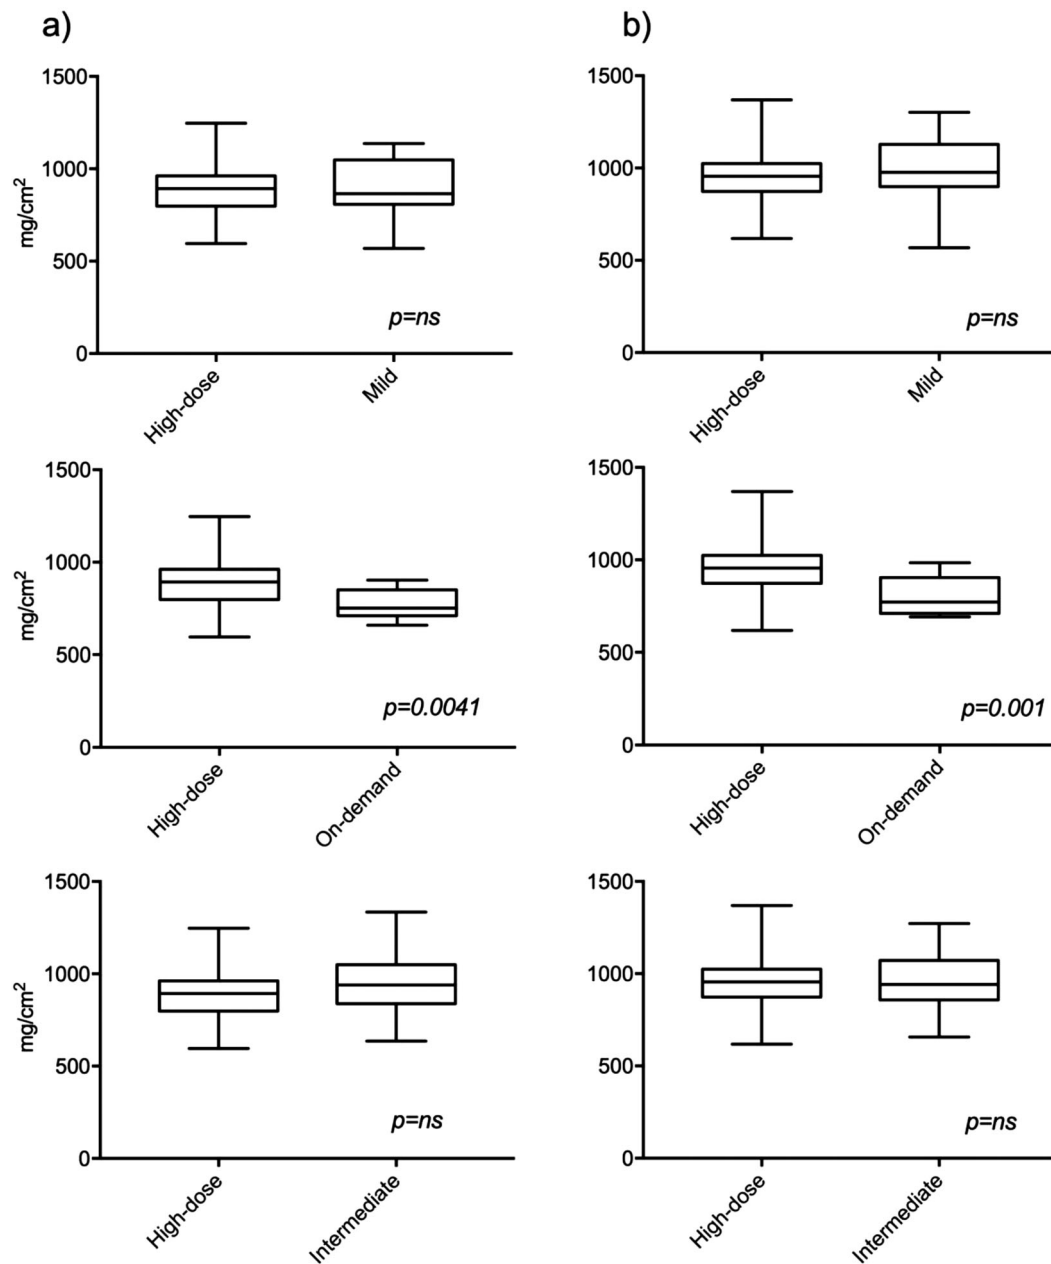 a)
b)
1500
1000
500
0
mg/cm²
p=ns
High-dose
Mild
1500
1000
500
0
p=ns
High-dose
Mild
1500
1000
500
0
mg/cm²
p=0.0041
High-dose
On-demand
1500
1000
500
0
p=0.001
High-dose
On-demand
1500
1000
500
0
mg/cm²
p=ns
High-dose
Intermediate
1500
1000
500
0
p=ns
High-dose
Intermediate